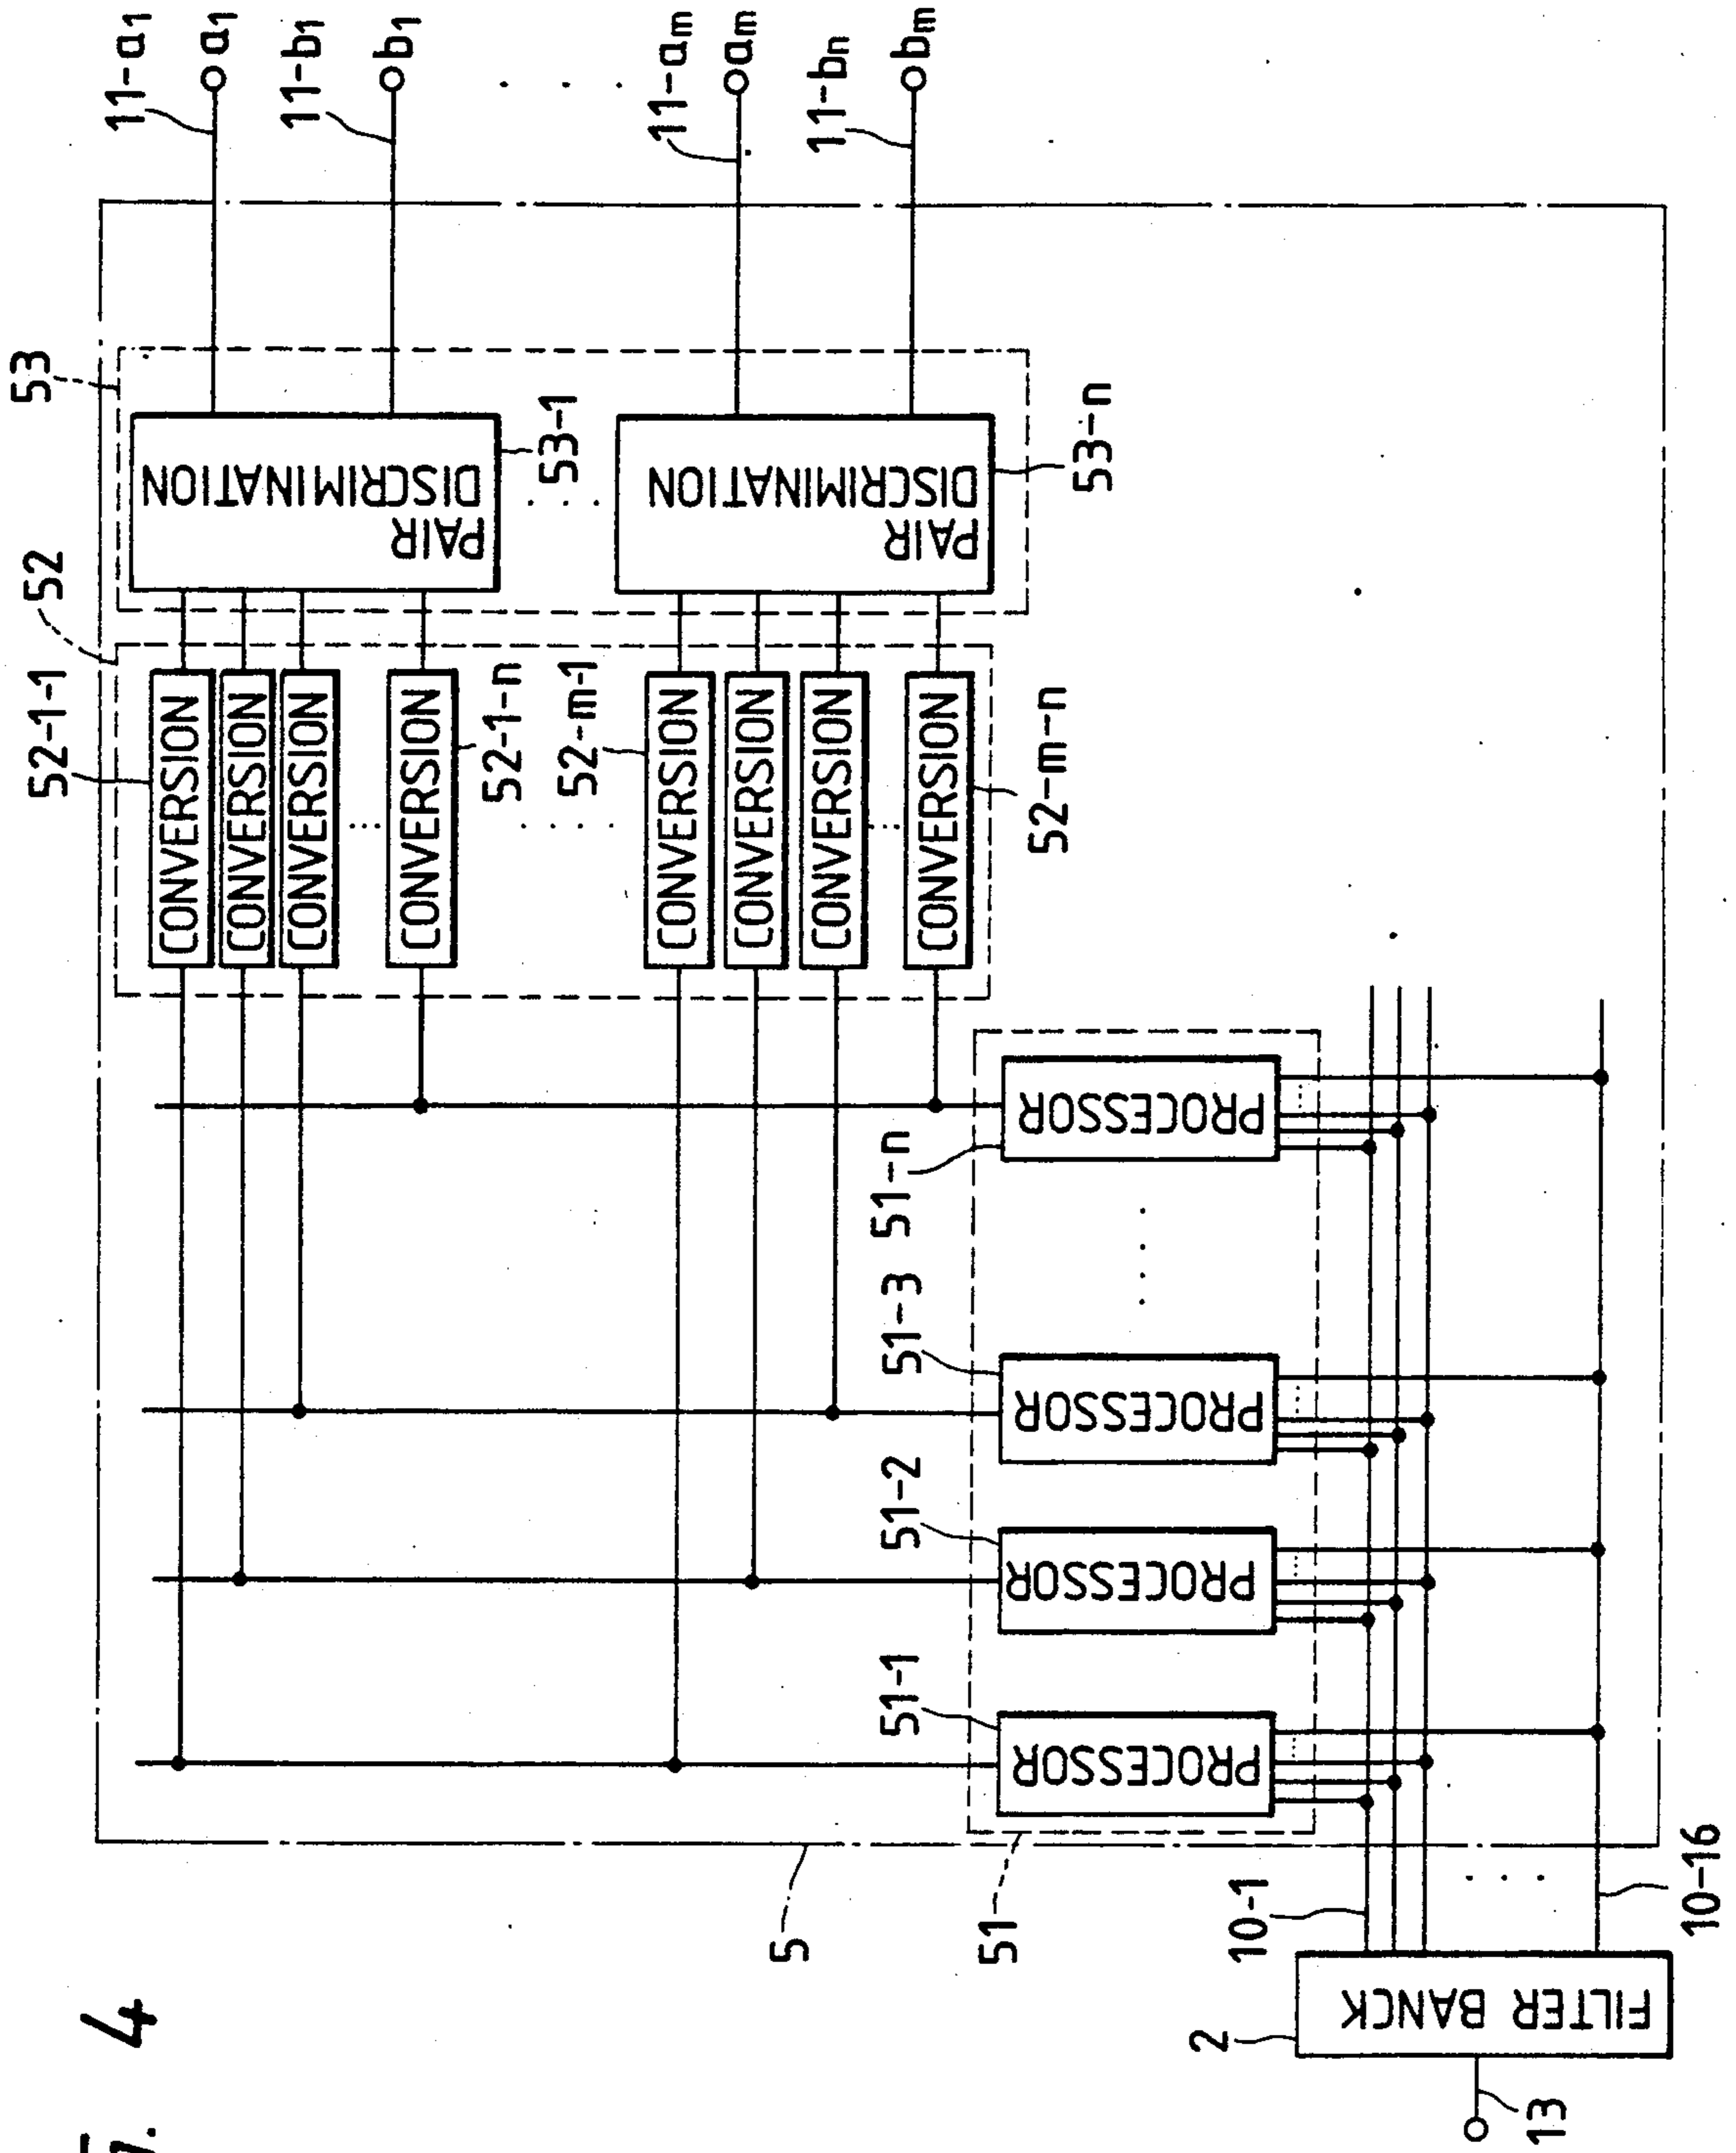 g. 4
13
2
FILTER BANCK
10-1
10-16
5
51
51-1
PROCESSOR
51-2
PROCESSOR
51-3
PROCESSOR
51-n
PROCESSOR
52
52-1-1
CONVERSION
CONVERSION
CONVERSION
CONVERSION
52-1-n
52-m-1
CONVERSION
CONVERSION
CONVERSION
CONVERSION
52-m-n
53
PAIR
DISCRIMINATION
53-1
PAIR
DISCRIMINATION
53-n
11-a1
a1
11-b1
b1
11-am
am
11-bn
bm